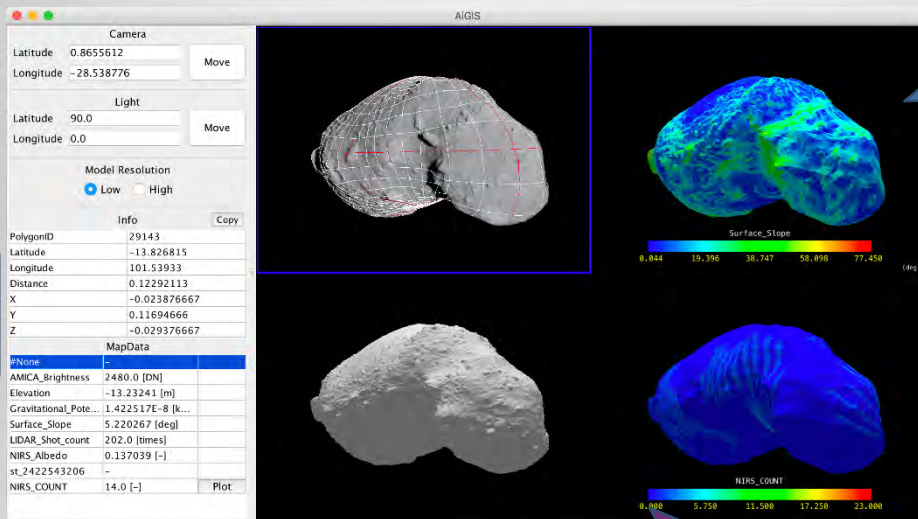 AiGIS
Camera
Latitude 0.8655612
Longitude -28.538776
Move
Light
Latitude 90.0
Longitude 0.0
Move
Model Resolution
Low High
Info Copy
PolygonID 29143
Latitude -13.826815
Longitude 101.53933
Distance 0.12292113
X -0.023876667
Y 0.11694666
Z -0.029376667
MapData
#None -
AMICA_Brightness 2480.0 [DN]
Elevation -13.23241 [m]
Gravitational_Pote... 1.422517E-8 [k...
Surface_Slope 5.220267 [deg]
LIDAR_Shot_count 202.0 [times]
NIRS_Albedo 0.137039 [-]
st_2422543206 -
NIRS_COUNT 14.0 [-] Plot
Surface_Slope
0.044 19.396 38.747 58.098 77.450
(deg
NIRS_COUNT
0.000 5.750 11.500 17.250 23.000